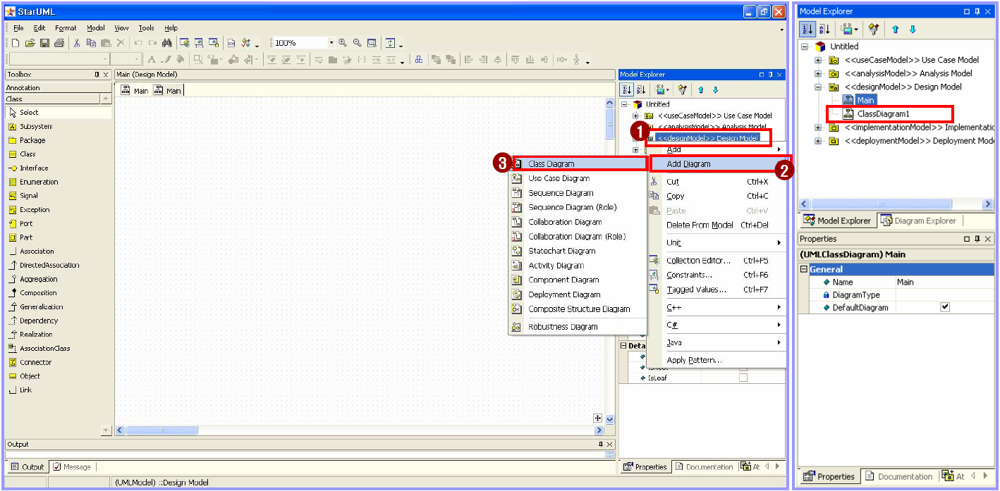 StarUML
File Edit Format Model View Tools Help
100%
Toolbox
Annotation
Class
Select
Subsystem
Package
Class
Interface
Enumeration
Signal
Exception
Port
Part
Association
DirectedAssociation
Aggregation
Composition
Generalization
Dependency
Realization
AssociationClass
Connector
Object
Link
Main (Design Model)
Main Main
Model Explorer
Untitled
<<useCaseModel>> Use Case Model
<<analysisModel>> Analysis Model
1
<<designModel>> Design Model
Add
2
Add Diagram
Cut Ctrl+X
Copy Ctrl+C
Paste Ctrl+V
Delete From Model Ctrl+Del
Unit
Collection Editor... Ctrl+F5
Constraints... Ctrl+F6
Tagged Values... Ctrl+F7
C++
C#
Java
Apply Pattern...
3
Class Diagram
Use Case Diagram
Sequence Diagram
Sequence Diagram (Role)
Collaboration Diagram
Collaboration Diagram (Role)
Statechart Diagram
Activity Diagram
Component Diagram
Deployment Diagram
Composite Structure Diagram
Robustness Diagram
Deta
IsRoot
IsLeaf
Properties Documentation At
Output
Output Message
(UMLModel) ::Design Model
Model Explorer
Untitled
<<useCaseModel>> Use Case Model
<<analysisModel>> Analysis Model
<<designModel>> Design Model
Main
ClassDiagram1
<<implementationModel>> Implementatio
<<deploymentModel>> Deployment Mode
Model Explorer Diagram Explorer
Properties
(UMLClassDiagram) Main
General
Name Main
DiagramType
DefaultDiagram
Properties Documentation At